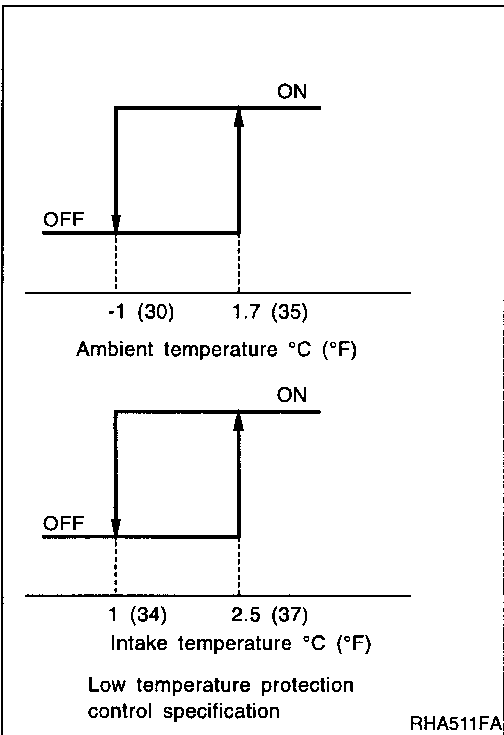 ON
OFF
-1 (30) 1.7 (35)
Ambient temperature °C (°F)
ON
OFF
1 (34) 2.5 (37)
Intake temperature °C (°F)
Low temperature protection
control specification
RHA511FA